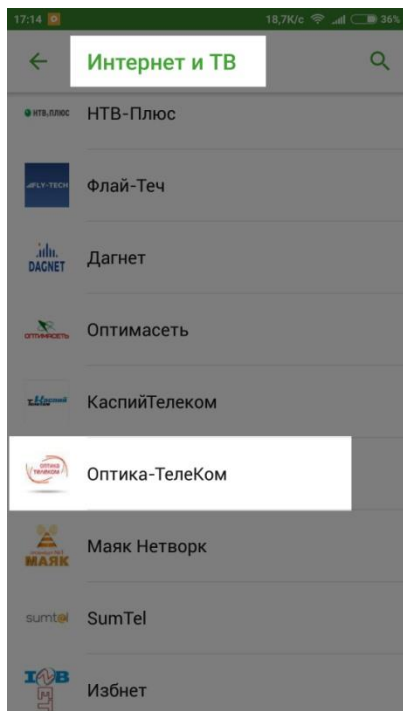 17:14 18,7K/c 36%
Интернет и ТВ
НТВ-ПЛЮС НТВ-Плюс
FLY-TECH Флай-Теч
DAGNET Дагнет
ОПТИМАСЕТЬ Оптимасеть
Каспий КаспийТелеком
ОПТИКА ТЕЛЕКОМ Оптика-ТелеКом
МАЯК Маяк Нетворк
sumtel SumTel
Избнет